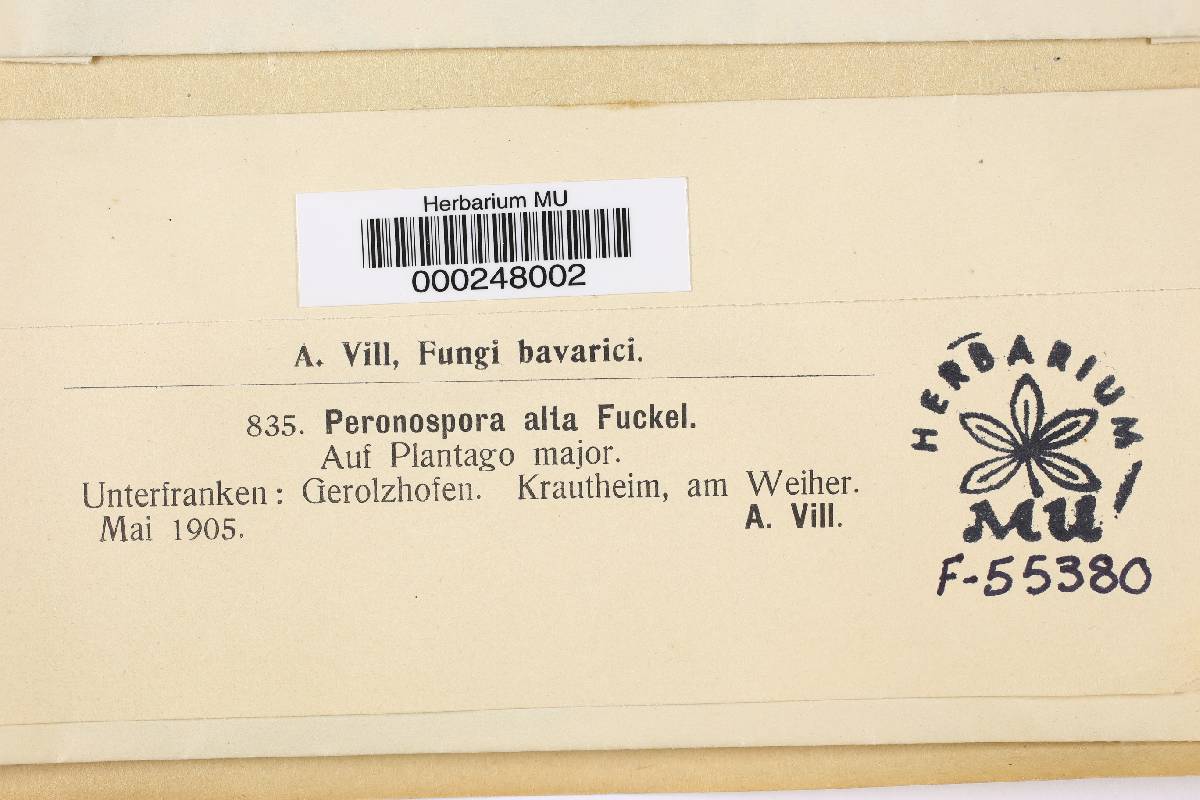 Herbarium MU
000248002
A. Vill, Fungi bavarici.
835. Peronospora alta Fuckel.
Auf Plantago major.
Unterfranken: Gerolzhofen. Krautheim, am Weiher.
Mai 1905. A. Vill.
HERBARIUM
MU
F-55380